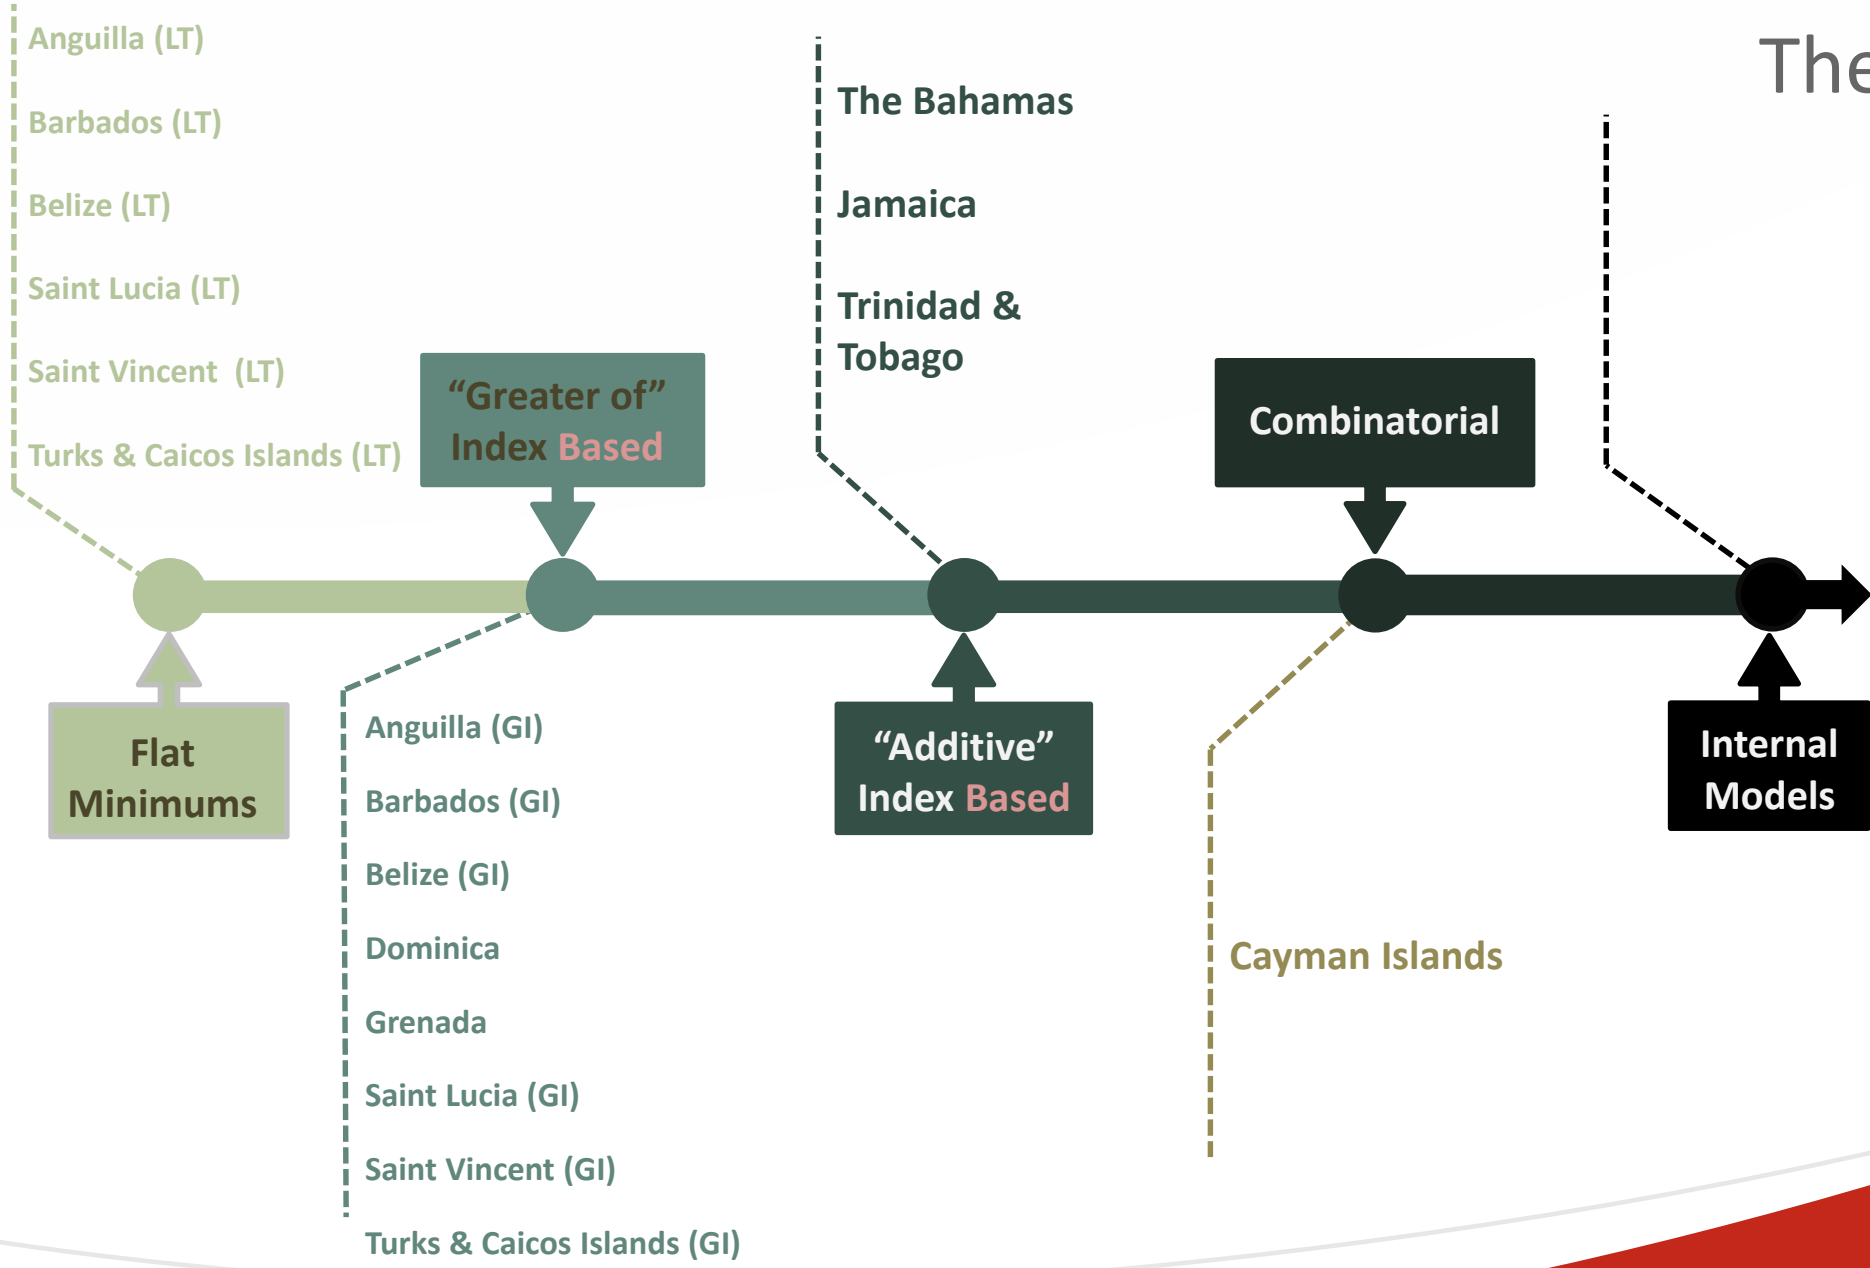 The
Anguilla (LT)
Barbados (LT)
Belize (LT)
Saint Lucia (LT)
Saint Vincent  (LT)
Turks & Caicos Islands (LT)
“Greater of”
Index Based
The Bahamas
Jamaica
Trinidad &
Tobago
Combinatorial
Flat
Minimums
Anguilla (GI)
Barbados (GI)
Belize (GI)
Dominica
Grenada
Saint Lucia (GI)
Saint Vincent (GI)
Turks & Caicos Islands (GI)
“Additive”
Index Based
Cayman Islands
Internal
Models